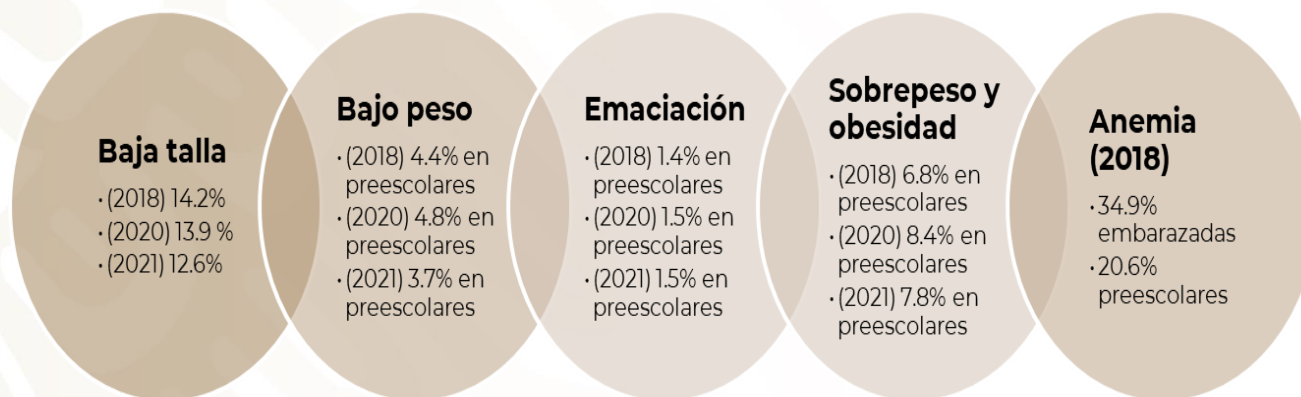 Baja talla
·(2018) 14.2%
·(2020) 13.9 %
·(2021) 12.6%
Bajo peso
·(2018) 4.4% en
preescolares
·(2020) 4.8% en
preescolares
·(2021) 3.7% en
preescolares
Emaciación
·(2018) 1.4% en
preescolares
·(2020) 1.5% en
preescolares
·(2021) 1.5% en
preescolares
Sobrepeso y
obesidad
·(2018) 6.8% en
preescolares
·(2020) 8.4% en
preescolares
·(2021) 7.8% en
preescolares
Anemia
(2018)
·34.9%
embarazadas
·20.6%
preescolares